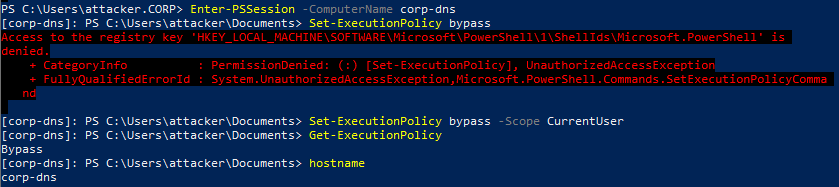 PS C:\Users\attacker.CORP> Enter-PSSession -ComputerName corp-dns
[corp-dns]: PS C:\Users\attacker\Documents> Set-ExecutionPolicy bypass
Access to the registry key 'HKEY_LOCAL_MACHINE\SOFTWARE\Microsoft\PowerShell\1\ShellIds\Microsoft.PowerShell' is
denied.
    + CategoryInfo          : PermissionDenied: (:) [Set-ExecutionPolicy], UnauthorizedAccessException
    + FullyQualifiedErrorId : System.UnauthorizedAccessException,Microsoft.PowerShell.Commands.SetExecutionPolicyComma
   nd
[corp-dns]: PS C:\Users\attacker\Documents> Set-ExecutionPolicy bypass -Scope CurrentUser
[corp-dns]: PS C:\Users\attacker\Documents> Get-ExecutionPolicy
Bypass
[corp-dns]: PS C:\Users\attacker\Documents> hostname
corp-dns